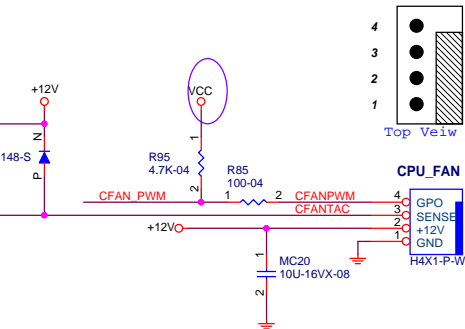 4
3
2
1
Top Veiw
+12V
VCC
N
148-S
P
1
R95
4.7K-04
2
R85
100-04
CFAN_PWM
1
2
CFANPWM
CFANTAC
+12V
CPU_FAN
4
GPO
3
SENSE
2
+12V
1
GND
H4X1-P-W
1
MC20
10U-16VX-08
2